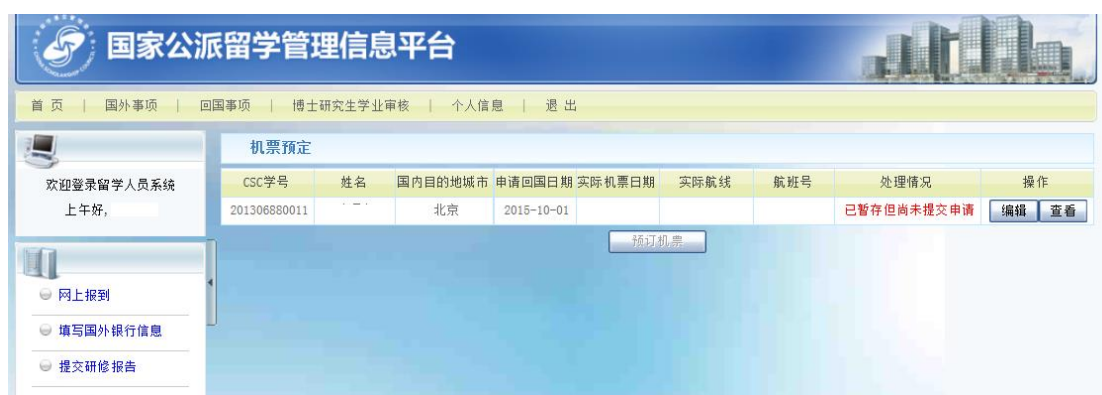 国家公派留学管理信息平台
首 页 | 国外事项 | 回国事项 | 博士研究生学业审核 | 个人信息 | 退 出
机票预定
欢迎登录留学人员系统
上午好,
CSC学号 姓名 国内目的地城市 申请回国日期 实际机票日期 实际航线 航班号 处理情况 操作
201306880011 北京 2015-10-01 已暂存但尚未提交申请 编辑 查看
预订机票
网上报到
填写国外银行信息
提交研修报告